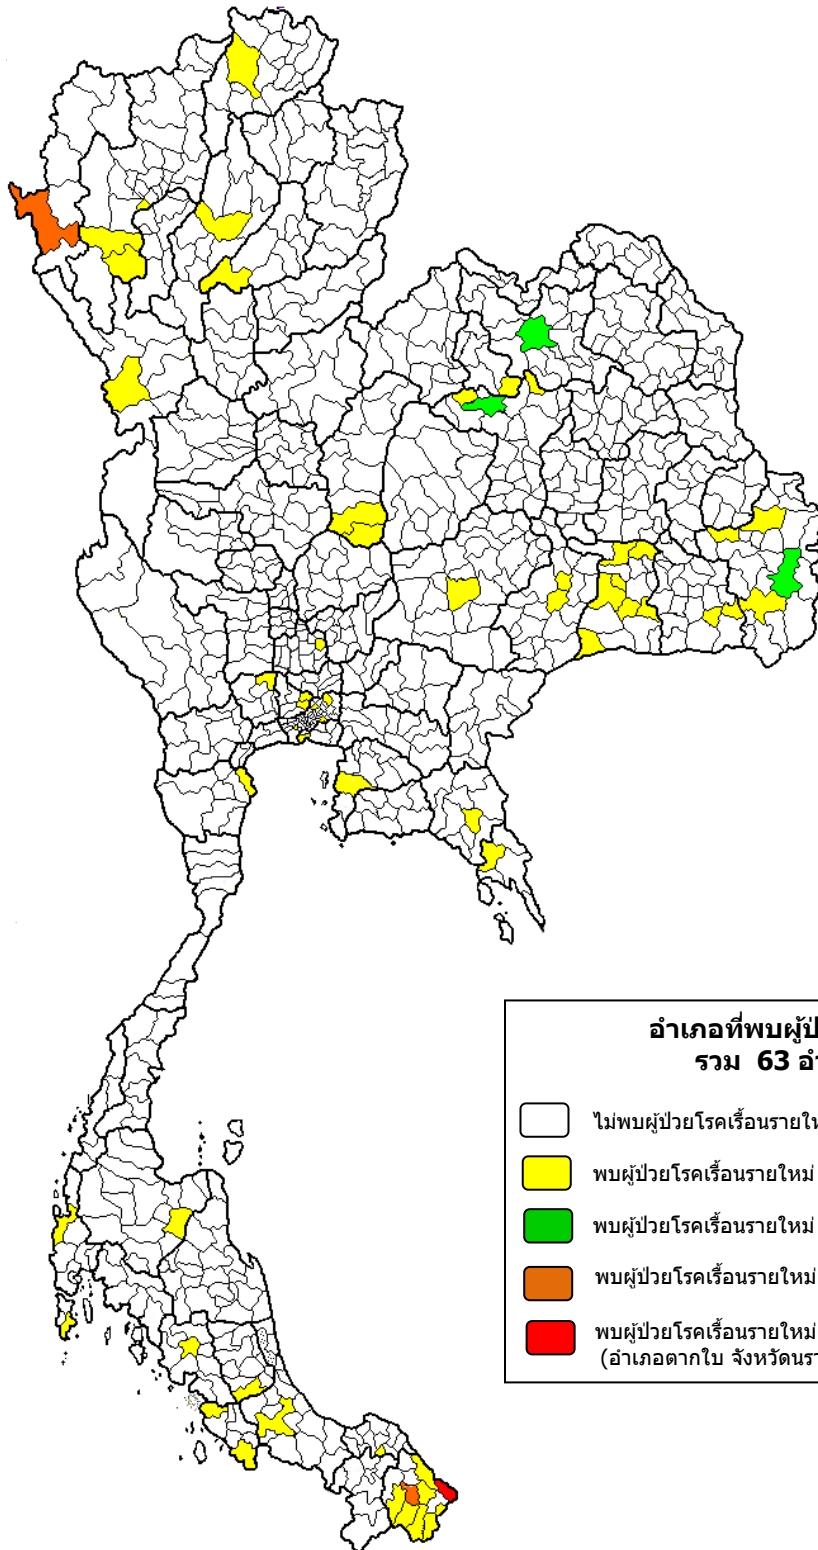 อำเภอที่พบผู้ป่
รวม 63 อำ
ไม่พบผู้ป่วยโรคเรื้อนรายให
พบผู้ป่วยโรคเรื้อนรายใหม่
พบผู้ป่วยโรคเรื้อนรายใหม่
พบผู้ป่วยโรคเรื้อนรายใหม่
พบผู้ป่วยโรคเรื้อนรายใหม่
(อำเภอตากใบ จังหวัดนรา